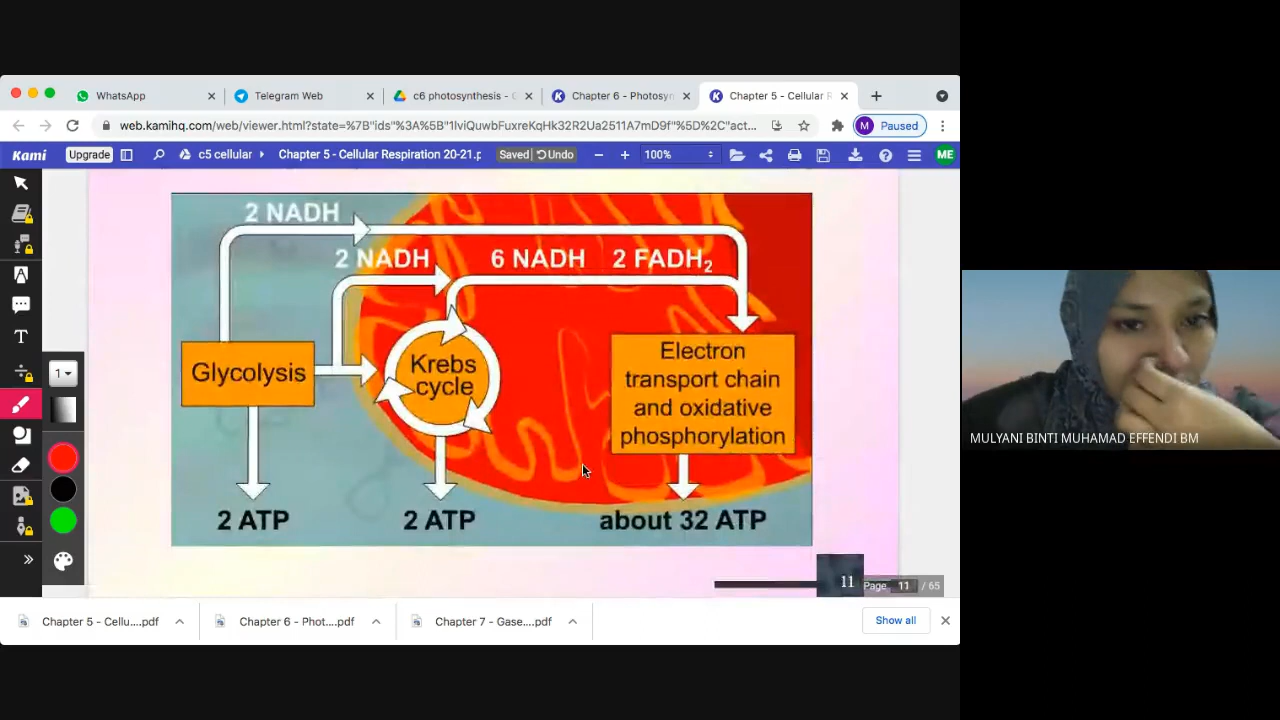 WhatsApp
Telegram Web
c6 photosynthesis -
Chapter 6 - Photosyn
Chapter 5 - Cellular R
web.kamihq.com/web/viewer.html?state=%7B"ids"%3A%5B"1lviQuwbFuxreKqHk32R2Ua2511A7mD9f"%5D%2C"act...
M Paused
Kami
Upgrade
c5 cellular
Chapter 5 - Cellular Respiration 20-21.p
Saved
Undo
100%
ME
2 NADH
2 NADH
6 NADH
2 FADH₂
Glycolysis
Krebs
cycle
Electron
transport chain
and oxidative
phosphorylation
2 ATP
2 ATP
about 32 ATP
1
A
T
11
Page 11 / 65
Chapter 5 - Cellu....pdf
Chapter 6 - Phot....pdf
Chapter 7 - Gase....pdf
Show all
MULYANI BINTI MUHAMAD EFFENDI BM